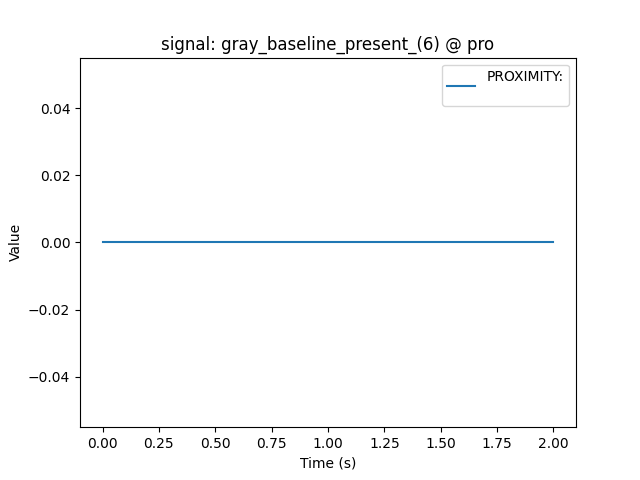 signal: gray_baseline_present_(6) @ pro
PROXIMITY:
0.04
0.02
0.00
−0.02
−0.04
Value
0.00 0.25 0.50 0.75 1.00 1.25 1.50 1.75 2.00
Time (s)